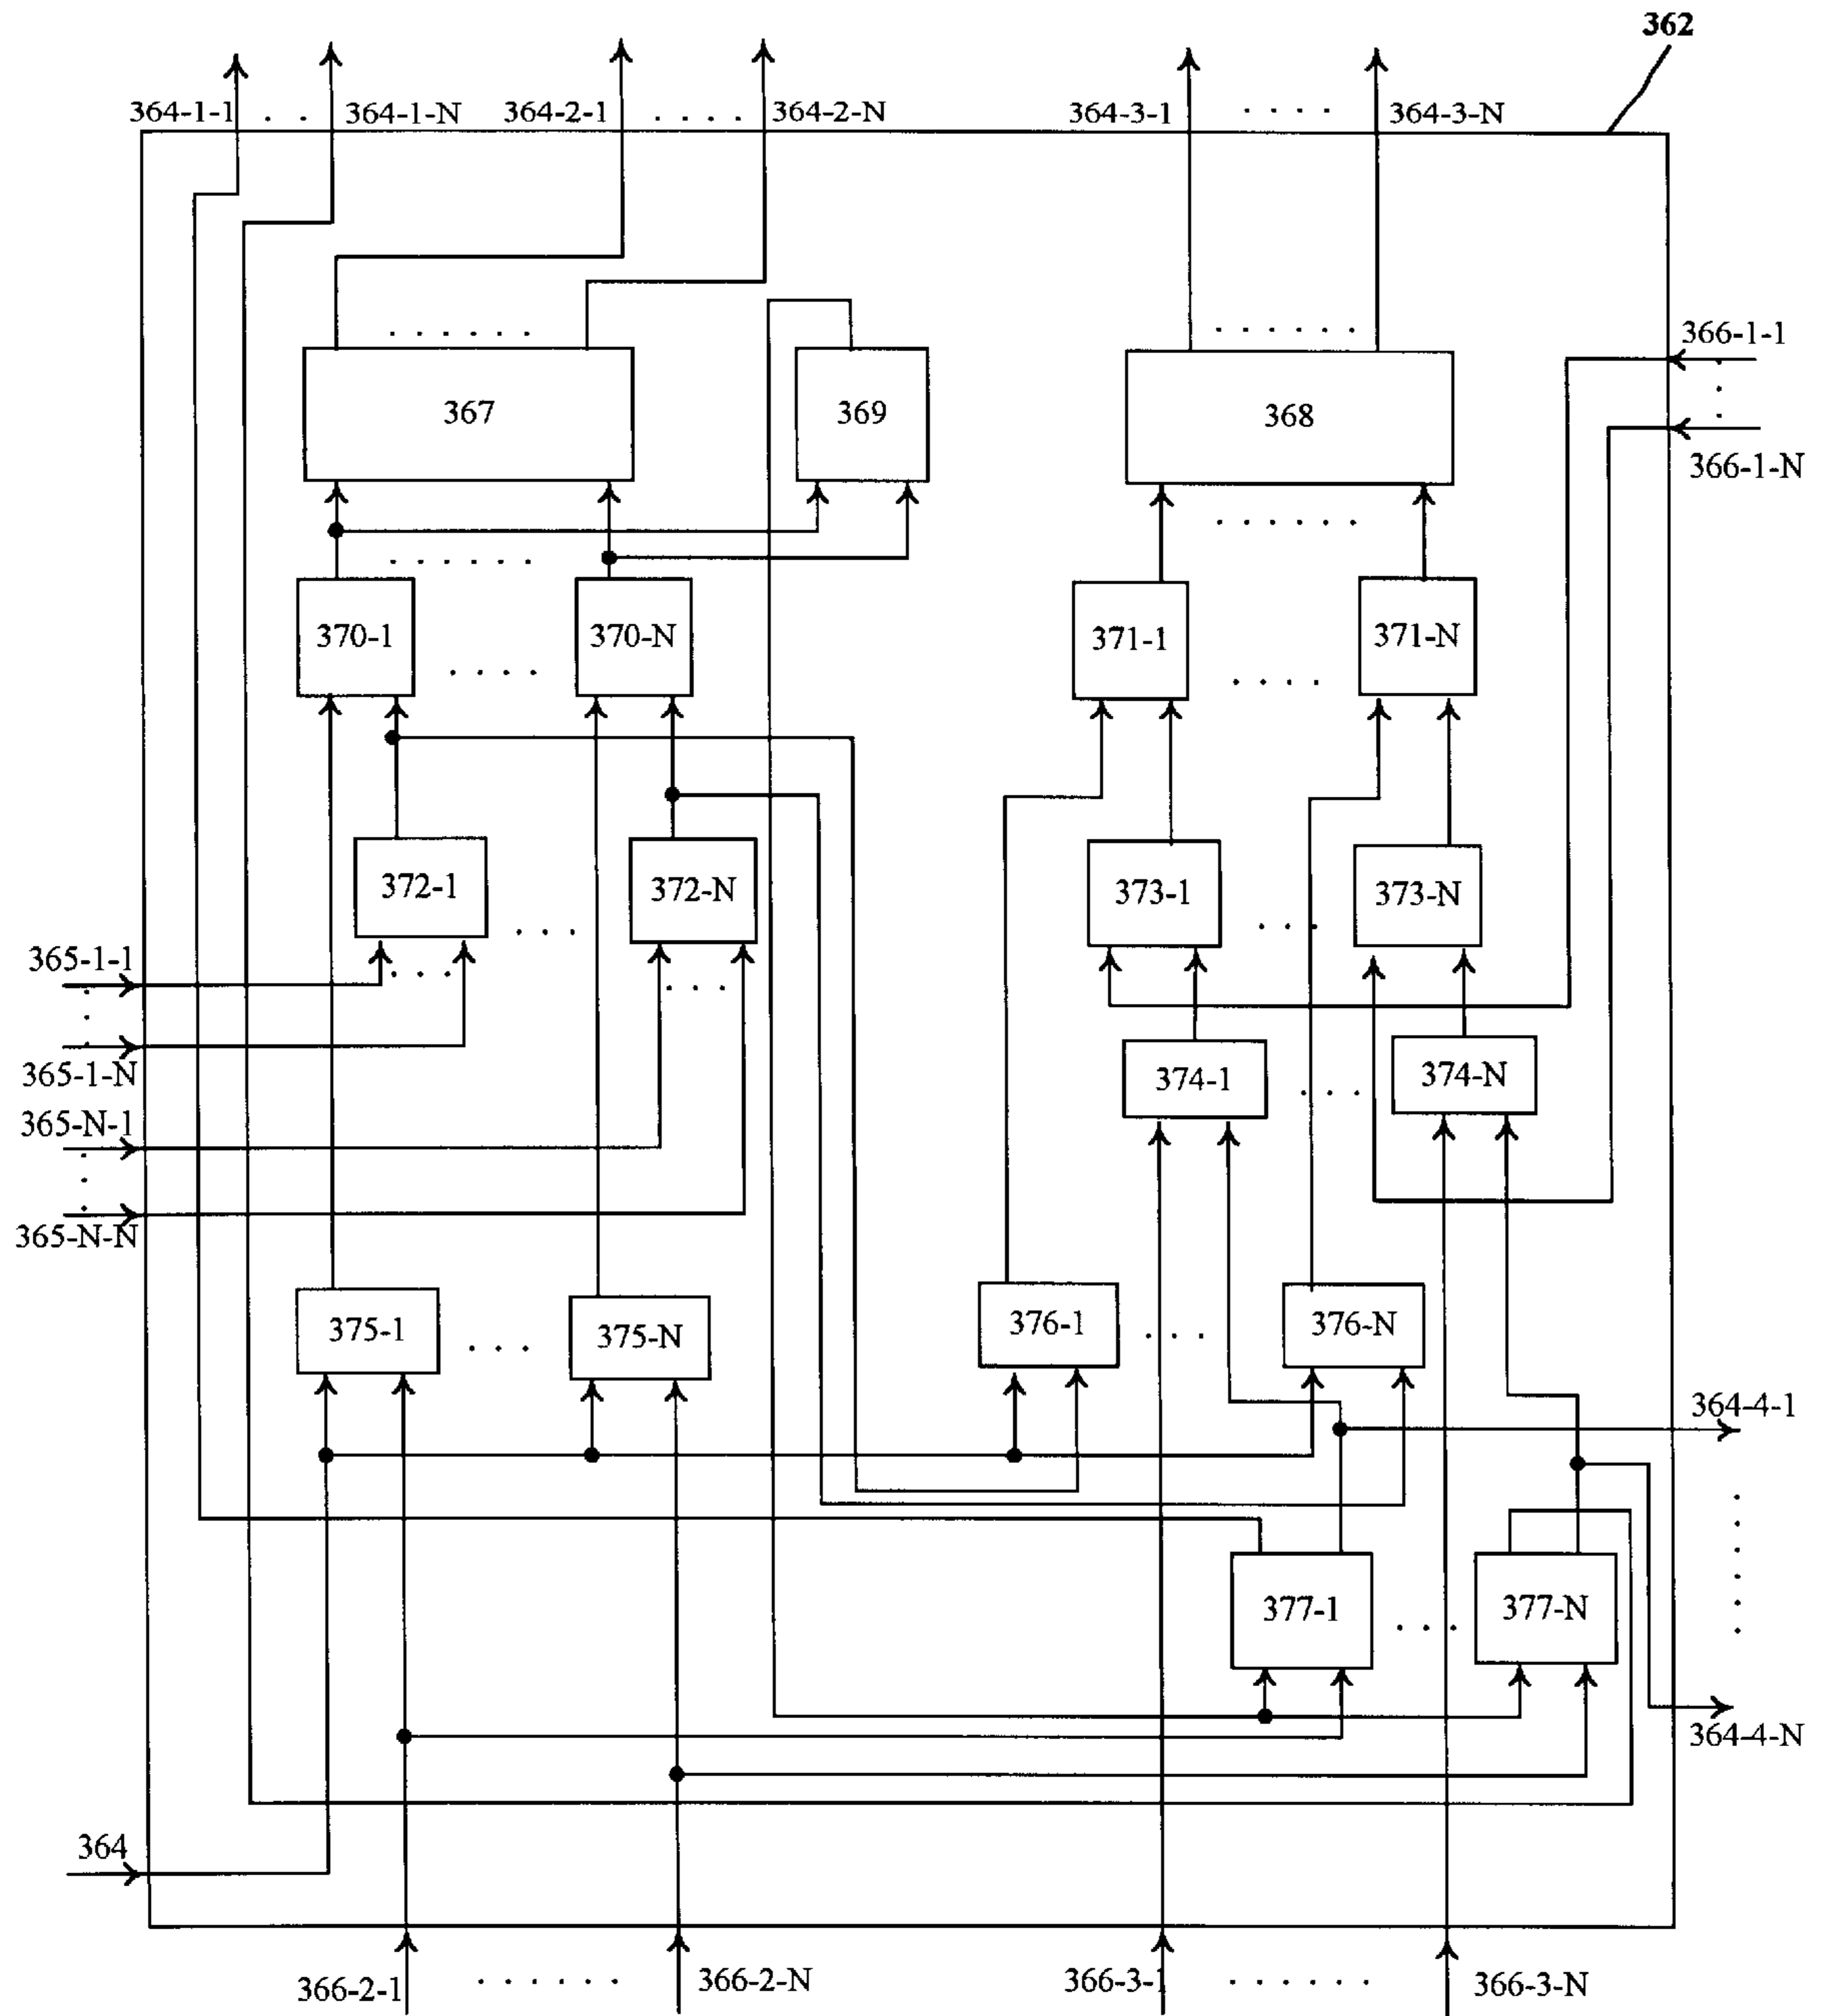 362
364-1-1 . . 364-1-N 364-2-1 . . . . 364-2-N 364-3-1 . . . . 364-3-N
366-1-1
367 369 368
366-1-N
370-1 370-N 371-1 371-N
372-1 372-N 373-1 373-N
365-1-1
365-1-N
374-1 374-N
365-N-1
365-N-N
375-1 375-N 376-1 376-N
364-4-1
377-1 377-N
364-4-N
364
366-2-1 . . . . . . 366-2-N 366-3-1 . . . . . . 366-3-N